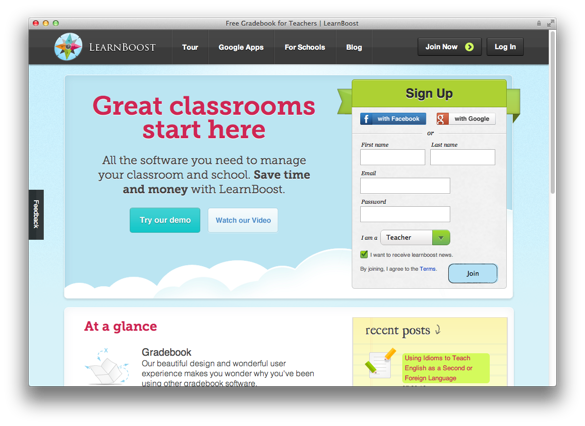 Free Gradebook for Teachers | LearnBoost
LEARNBOOST
Tour
Google Apps
For Schools
Blog
Join Now
Log In
Great classrooms
start here
All the software you need to manage
your classroom and school. Save time
and money with LearnBoost.
Try our demo
Watch our Video
Feedback
Sign Up
f with Facebook
g with Google
or
First name
Last name
Email
Password
I am a
Teacher
I want to receive learnboost news.
By joining, I agree to the Terms.
Join
At a glance
Gradebook
Our beautiful design and wonderful user
experience makes you wonder why you've been
using other gradebook software.
recent posts
Using Idioms to Teach
English as a Second or
Foreign Language